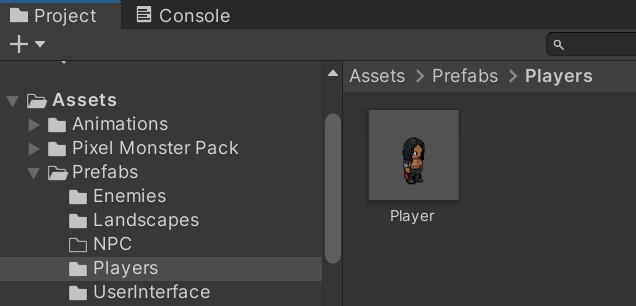 Project
Console
Assets
Animations
Pixel Monster Pack
Prefabs
Enemies
Landscapes
NPC
Players
UserInterface
Assets > Prefabs > Players
Player